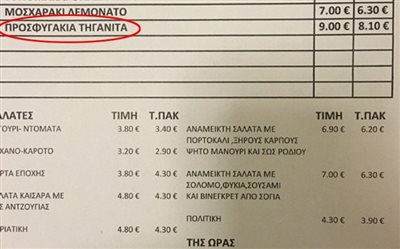 ΜΟΣΧΑΡΑΚΙ ΛΕΜΟΝΑΤΟ 7.00 € 6.30 €
ΠΡΟΣΦΥΓΑΚΙΑ ΤΗΓΑΝΙΤΑ 9.00 € 8.10 €
ΑΛΑΤΕΣ ΤΙΜΗ Τ.ΠΑΚ ΤΙΜΗ Τ.ΠΑΚ
ΓΟΥΡΙ- ΝΤΟΜΑΤΑ 3.80 € 3.40 € ΑΝΑΜΕΙΚΤΗ ΣΑΛΑΤΑ ΜΕ 6.90 € 6.20 €
ΠΟΡΤΟΚΑΛΙ ,ΞΗΡΟΥΣ ΚΑΡΠΟΥΣ
ΧΑΝΟ-ΚΑΡΟΤΟ 3.20 € 2.90 € ΨΗΤΟ ΜΑΝΟΥΡΙ ΚΑΙ ΣΩΣ ΡΟΔΙΟΥ
ΡΤΑ ΕΠΟΧΗΣ 3.80 € 3.40 € ΑΝΑΜΕΙΚΤΗ ΣΑΛΑΤΑ ΜΕ 7.00 € 6.30 €
ΣΟΛΟΜΟ,ΦΥΚΙΑ,ΣΟΥΣΑΜΙ
ΛΑΤΑ ΚΑΙΣΑΡΑ ΜΕ 4.80 € 4.30 € ΚΑΙ ΒΙΝΕΓΚΡΕΤ ΑΠΟ ΣΟΓΙΑ
Σ ΑΝΤΖΟΥΓΙΑΣ
ΠΟΛΙΤΙΚΗ 4.30 € 3.90 €
ΡΙΑΤΙΚΗ 4.80 € 4.30 €
ΤΗΣ ΩΡΑΣ